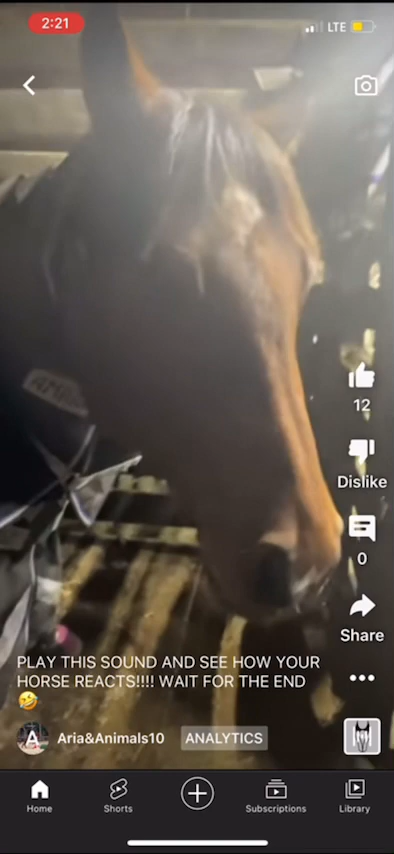 2:21
LTE
12
Dislike
0
Share
PLAY THIS SOUND AND SEE HOW YOUR
HORSE REACTS!!!! WAIT FOR THE END
🤣
A Aria&Animals10 ANALYTICS
Home Shorts Subscriptions Library